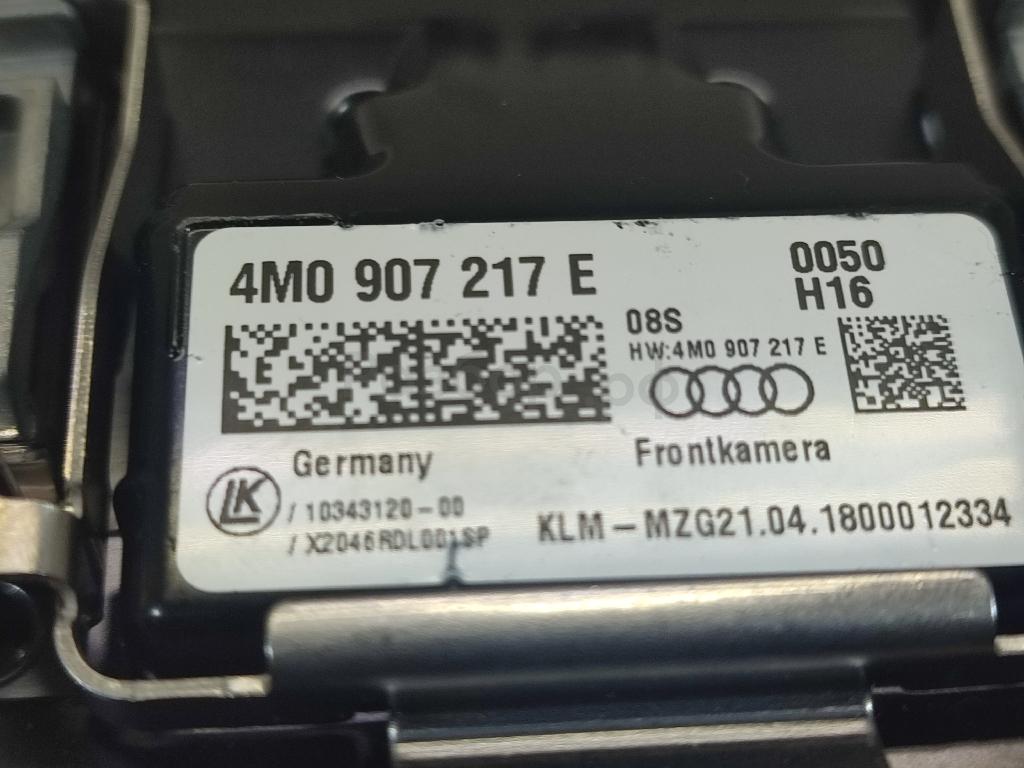 4M0 907 217 E
0050
H16
08S
HW:4M0 907 217 E
Germany
Frontkamera
LK
/ 10343120-00
/ X2046RDL001SP
KLM - MZG21.04.1800012334